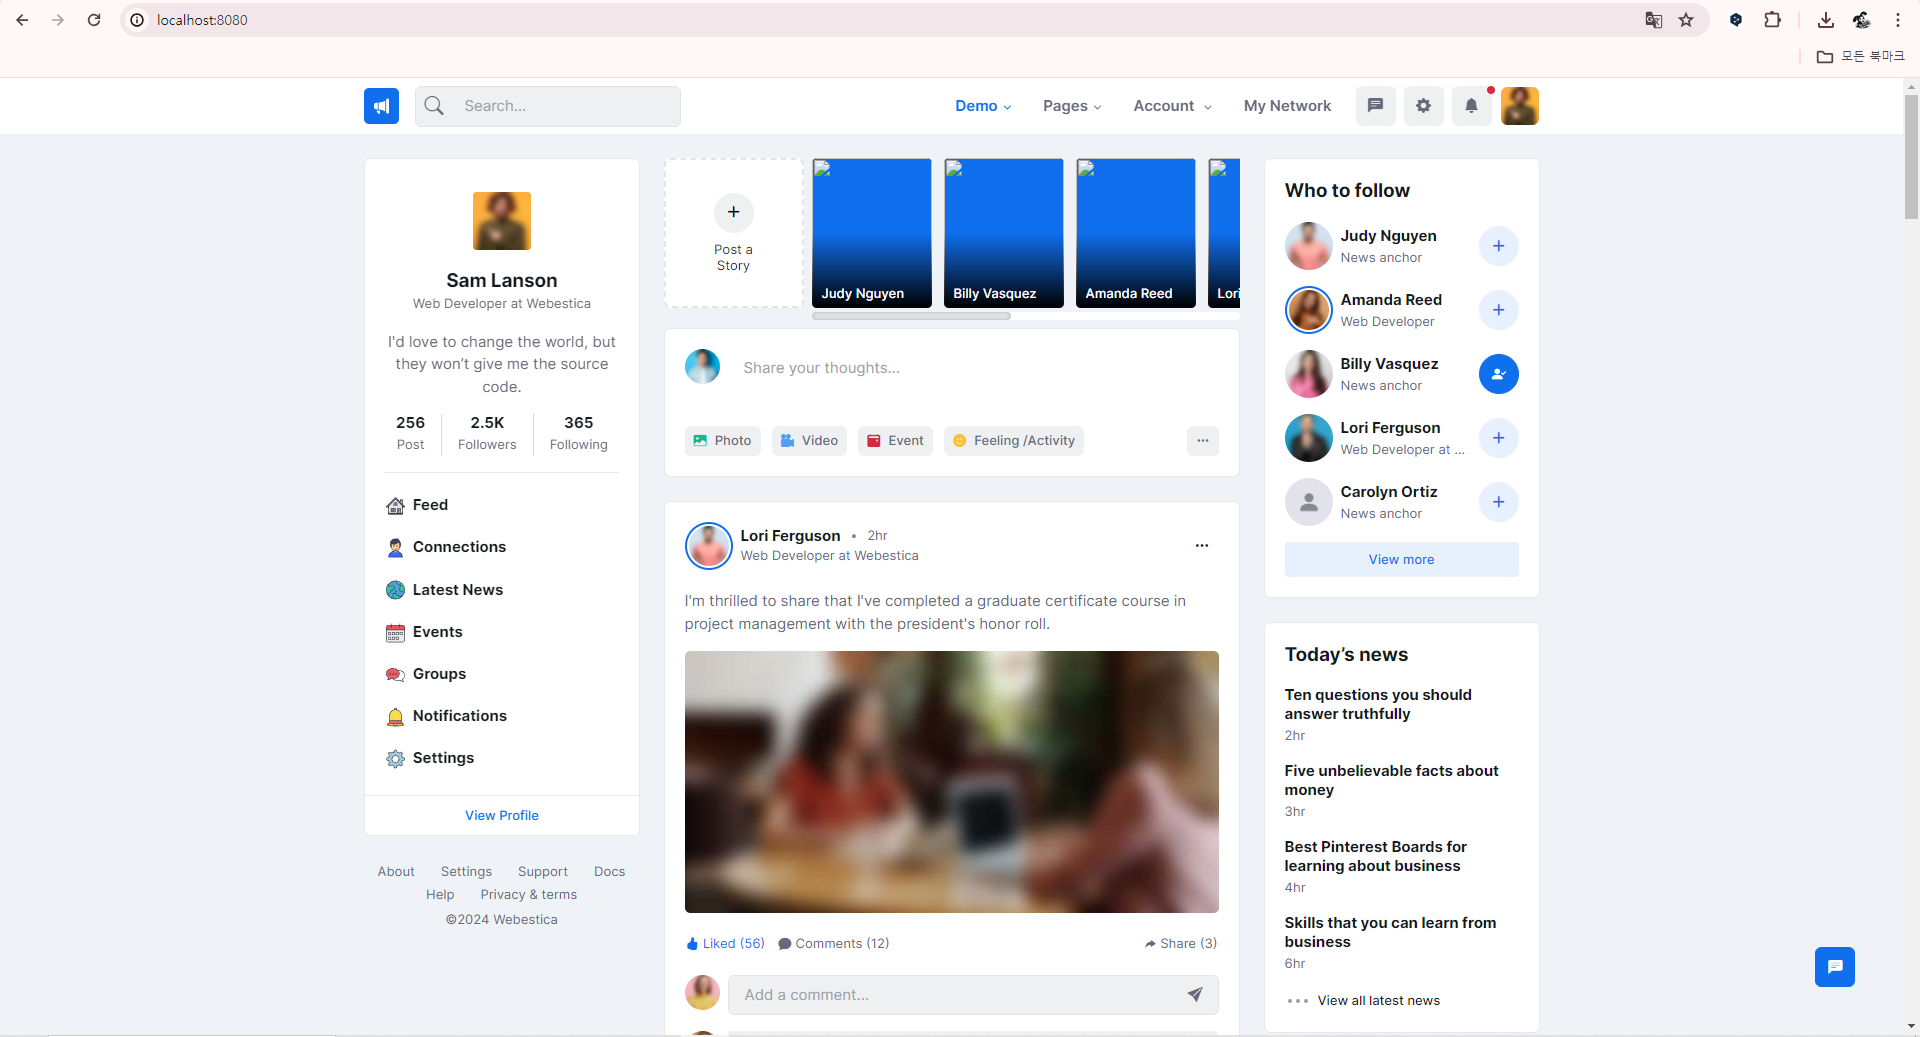 localhost:8080
모든 북마크
Search...
Demo
Pages
Account
My Network
Sam Lanson
Web Developer at Webestica
I'd love to change the world, but
they won’t give me the source
code.
256
Post
2.5K
Followers
365
Following
Feed
Connections
Latest News
Events
Groups
Notifications
Settings
View Profile
About
Settings
Support
Docs
Help
Privacy & terms
©2024 Webestica
Post a
Story
Judy Nguyen
Billy Vasquez
Amanda Reed
Lori
Share your thoughts...
Photo
Video
Event
Feeling /Activity
Lori Ferguson • 2hr
Web Developer at Webestica
I'm thrilled to share that I've completed a graduate certificate course in
project management with the president's honor roll.
Liked (56)
Comments (12)
Share (3)
Add a comment...
Who to follow
Judy Nguyen
News anchor
Amanda Reed
Web Developer
Billy Vasquez
News anchor
Lori Ferguson
Web Developer at ...
Carolyn Ortiz
News anchor
View more
Today’s news
Ten questions you should
answer truthfully
2hr
Five unbelievable facts about
money
3hr
Best Pinterest Boards for
learning about business
4hr
Skills that you can learn from
business
6hr
View all latest news